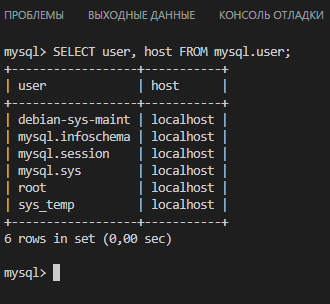 ПРОБЛЕМЫ ВЫХОДНЫЕ ДАННЫЕ КОНСОЛЬ ОТЛАДКИ
mysql> SELECT user, host FROM mysql.user;
+------------------+-----------+
| user             | host      |
+------------------+-----------+
| debian-sys-maint | localhost |
| mysql.infoschema | localhost |
| mysql.session    | localhost |
| mysql.sys        | localhost |
| root             | localhost |
| sys_temp         | localhost |
+------------------+-----------+
6 rows in set (0,00 sec)
mysql>